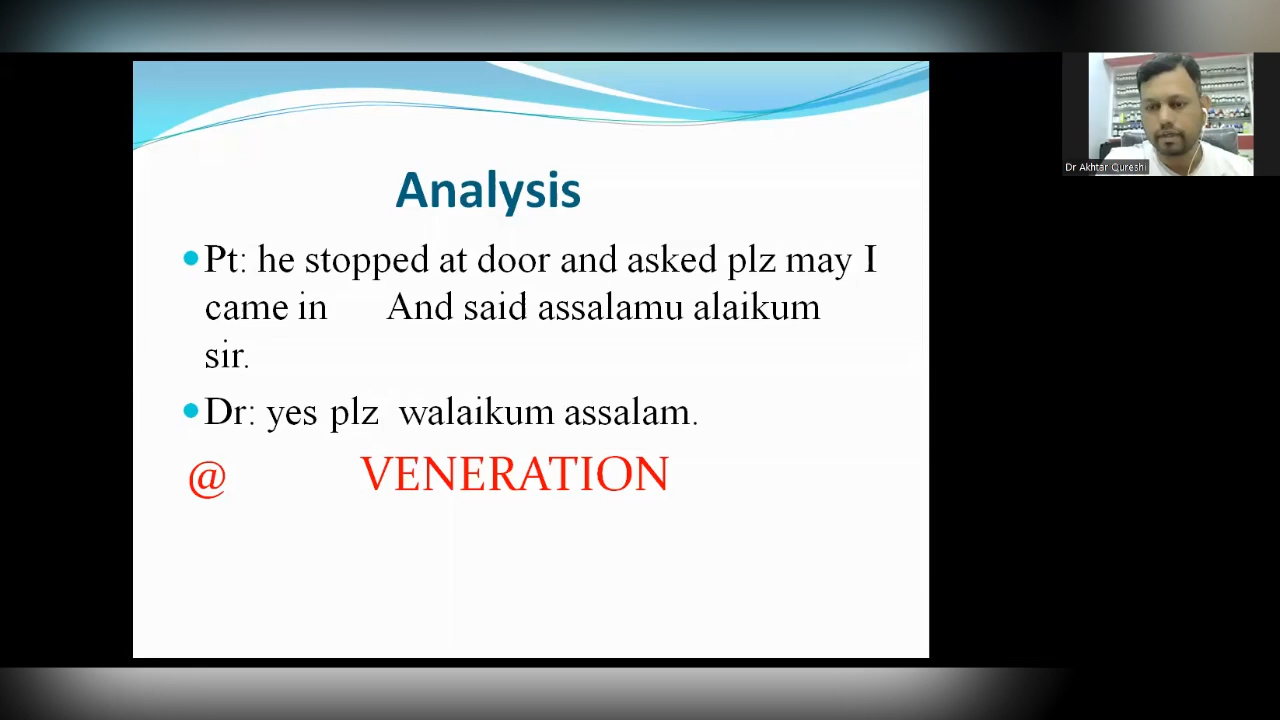 Analysis
Pt: he stopped at door and asked plz may I
came in And said assalamu alaikum
sir.
Dr: yes plz walaikum assalam.
@ VENERATION
Dr Akhtar Qureshi